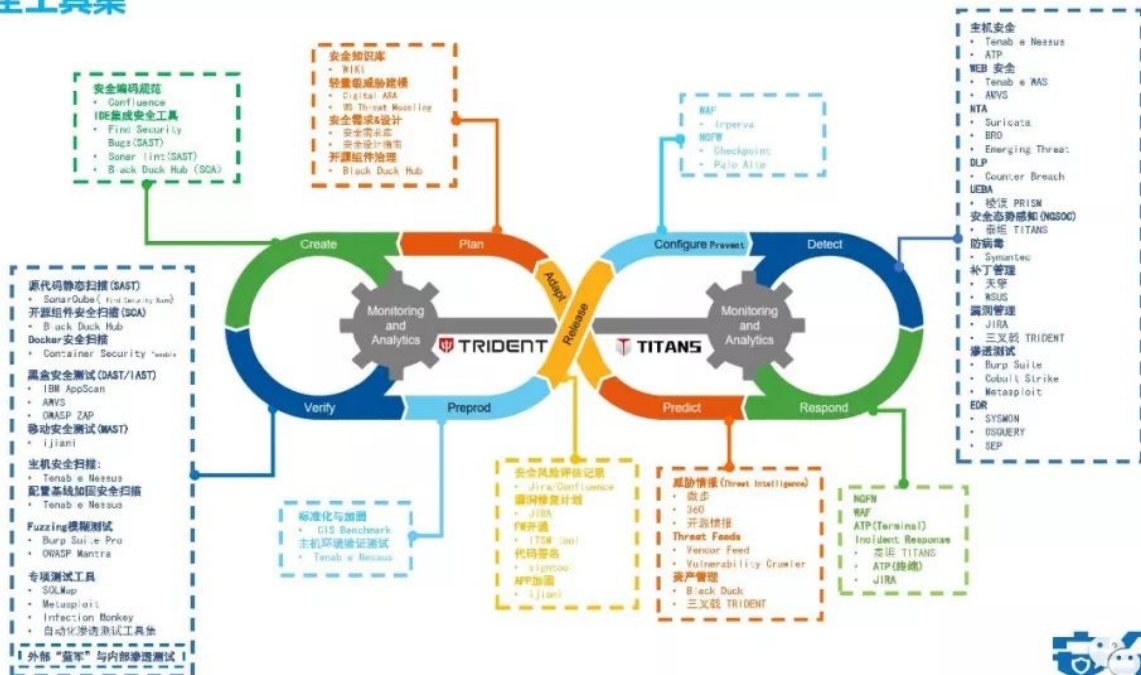 全工具集
安全编码规范
• Confluence
IDE集成安全工具
• Find Security
Bugs(SAST)
• Sonar lint(SAST)
• Black Duck Hub (SCA)
安全知识库
• WIKI
轻量级威胁建模
• Digital ARA
• VS Threat Modeling
安全需求&设计
• 安全需求库
• 安全设计指南
开源组件治理
• Black Duck Hub
WAF
• Imperva
NGFW
• Checkpoint
• Palo Alto
主机安全
• Tenab e Nessus
• ATP
WEB 安全
• Tenab e WAS
• AWVS
NTA
• Suricata
• BRO
• Emerging Threat
DLP
• Counter Breach
UEBA
PRISM
安全态势感知(NGSOC)
• 泰坦 TITANS
防病毒
• Symantec
补丁管理
• 天擎
• WSUS
漏洞管理
• JIRA
• 三叉戟 TRIDENT
渗透测试
• Burp Suite
• Cobalt Strike
• Metasploit
EDR
• SYSMON
• OSQUERY
• SEP
Create
Plan
Adapt
Release
Configure Prevent
Detect
Monitoring
and
Analytics
TRIDENT
TITANS
Monitoring
and
Analytics
Verify
Preprod
Predict
Respond
源代码静态扫描(SAST)
• SonarQube( Find Security Bugs)
开源组件安全扫描(SCA)
• Black Duck Hub
Docker安全扫描
• Container Security Tenable
黑盒安全测试(DAST/IAST)
• IBM AppScan
• AWVS
• OWASP ZAP
移动安全测试(MAST)
• ijiami
主机安全扫描:
• Tenab e Nessus
配置基线加固安全扫描
• Tenab e Nessus
Fuzzing模糊测试
• Burp Suite Pro
• OWASP Mantra
专项测试工具
• SQLMap
• Metasploit
• Infection Monkey
• 自动化渗透测试工具集
外部“蓝军”与内部渗透测试
标准化与加固
• CIS Benchmark
主机环境验证测试
• Tenab e Nessus
安全风险评估记录
• Jira/Confluence
漏洞修复计划
• JIRA
FW开通
• ITSM tool
代码签名
• signtool
APP加固
• ijiami
威胁情报(Threat Intelligence)
• 微步
• 360
• 开源情报
Threat Feeds
• Vendor Feed
• Vulnerability Crawler
资产管理
• Black Duck
• 三叉戟 TRIDENT
NGFW
WAF
ATP(Terminal)
Incident Response
• 泰坦 TITANS
• ATP(终端)
• JIRA